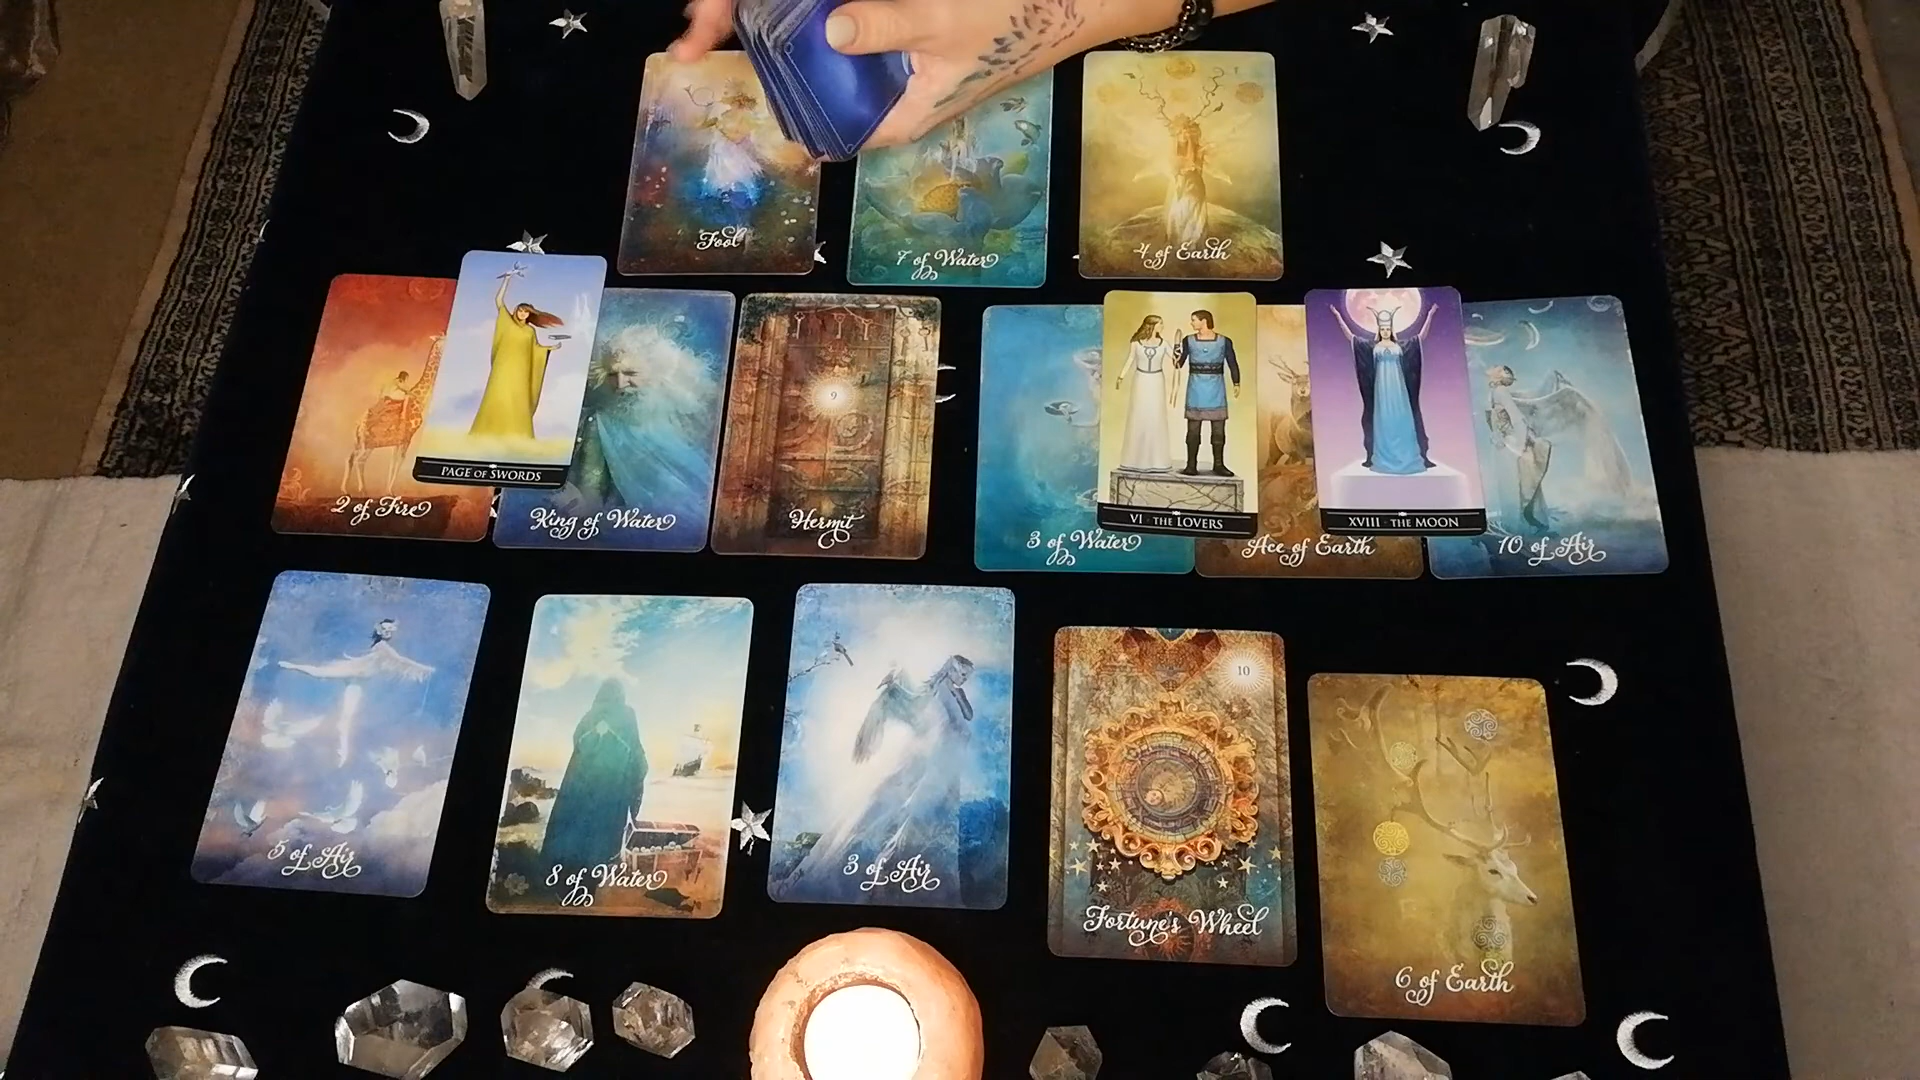 Fool
7 of Water
4 of Earth
2 of Fire
PAGE OF SWORDS
King of Water
9
Hermit
3 of Water
VI · THE LOVERS
Ace of Earth
XVIII · THE MOON
10 of Air
5 of Air
8 of Water
3 of Air
10
Fortune's Wheel
6 of Earth